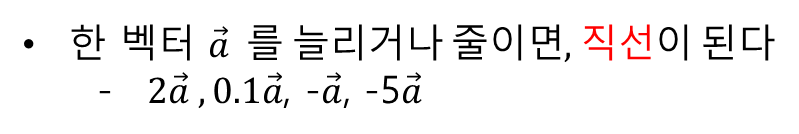 • 한 벡터 a⃗ 를 늘리거나 줄이면, 직선이 된다
- 2a⃗ , 0.1a⃗, -a⃗, -5a⃗